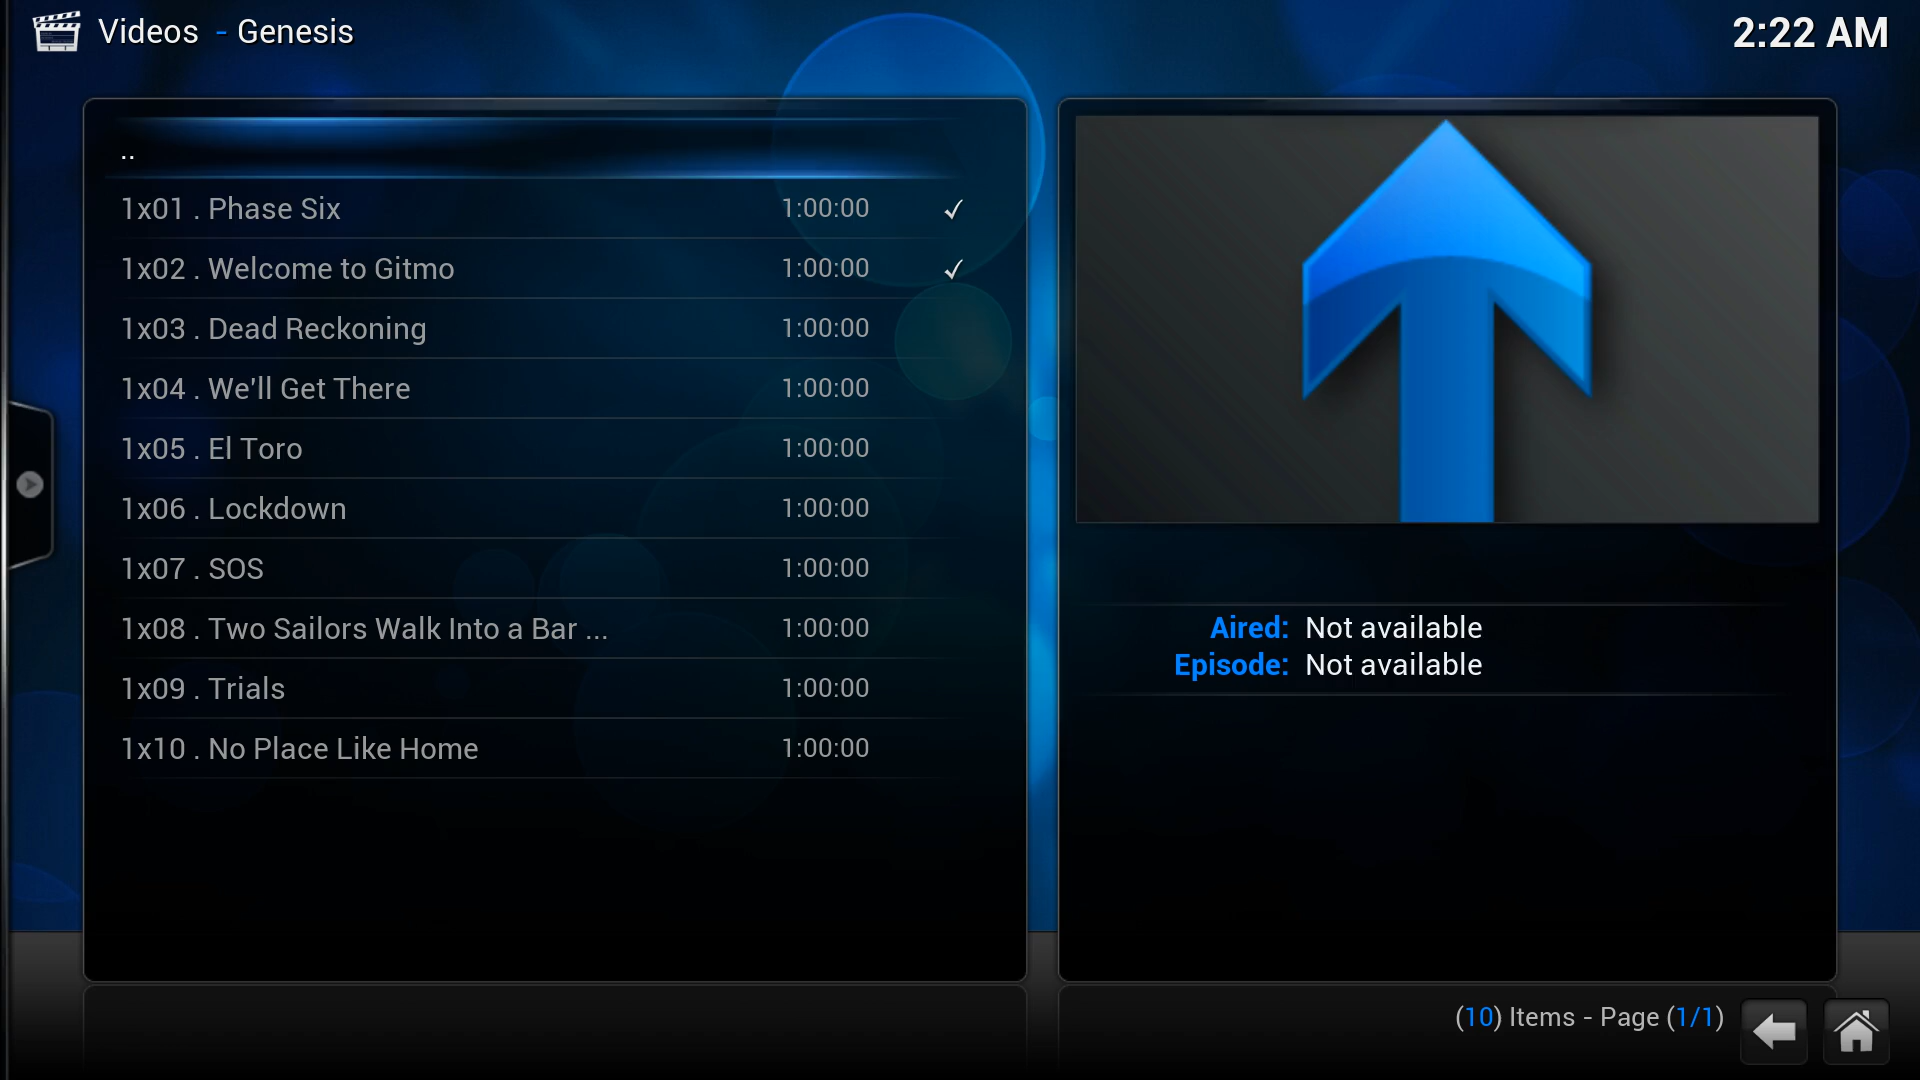 Videos - Genesis
2:22 AM
..
1x01 . Phase Six 1:00:00 ✓
1x02 . Welcome to Gitmo 1:00:00 ✓
1x03 . Dead Reckoning 1:00:00
1x04 . We'll Get There 1:00:00
1x05 . El Toro 1:00:00
1x06 . Lockdown 1:00:00
1x07 . SOS 1:00:00
1x08 . Two Sailors Walk Into a Bar ... 1:00:00
1x09 . Trials 1:00:00
1x10 . No Place Like Home 1:00:00
Aired: Not available
Episode: Not available
(10) Items - Page (1/1)